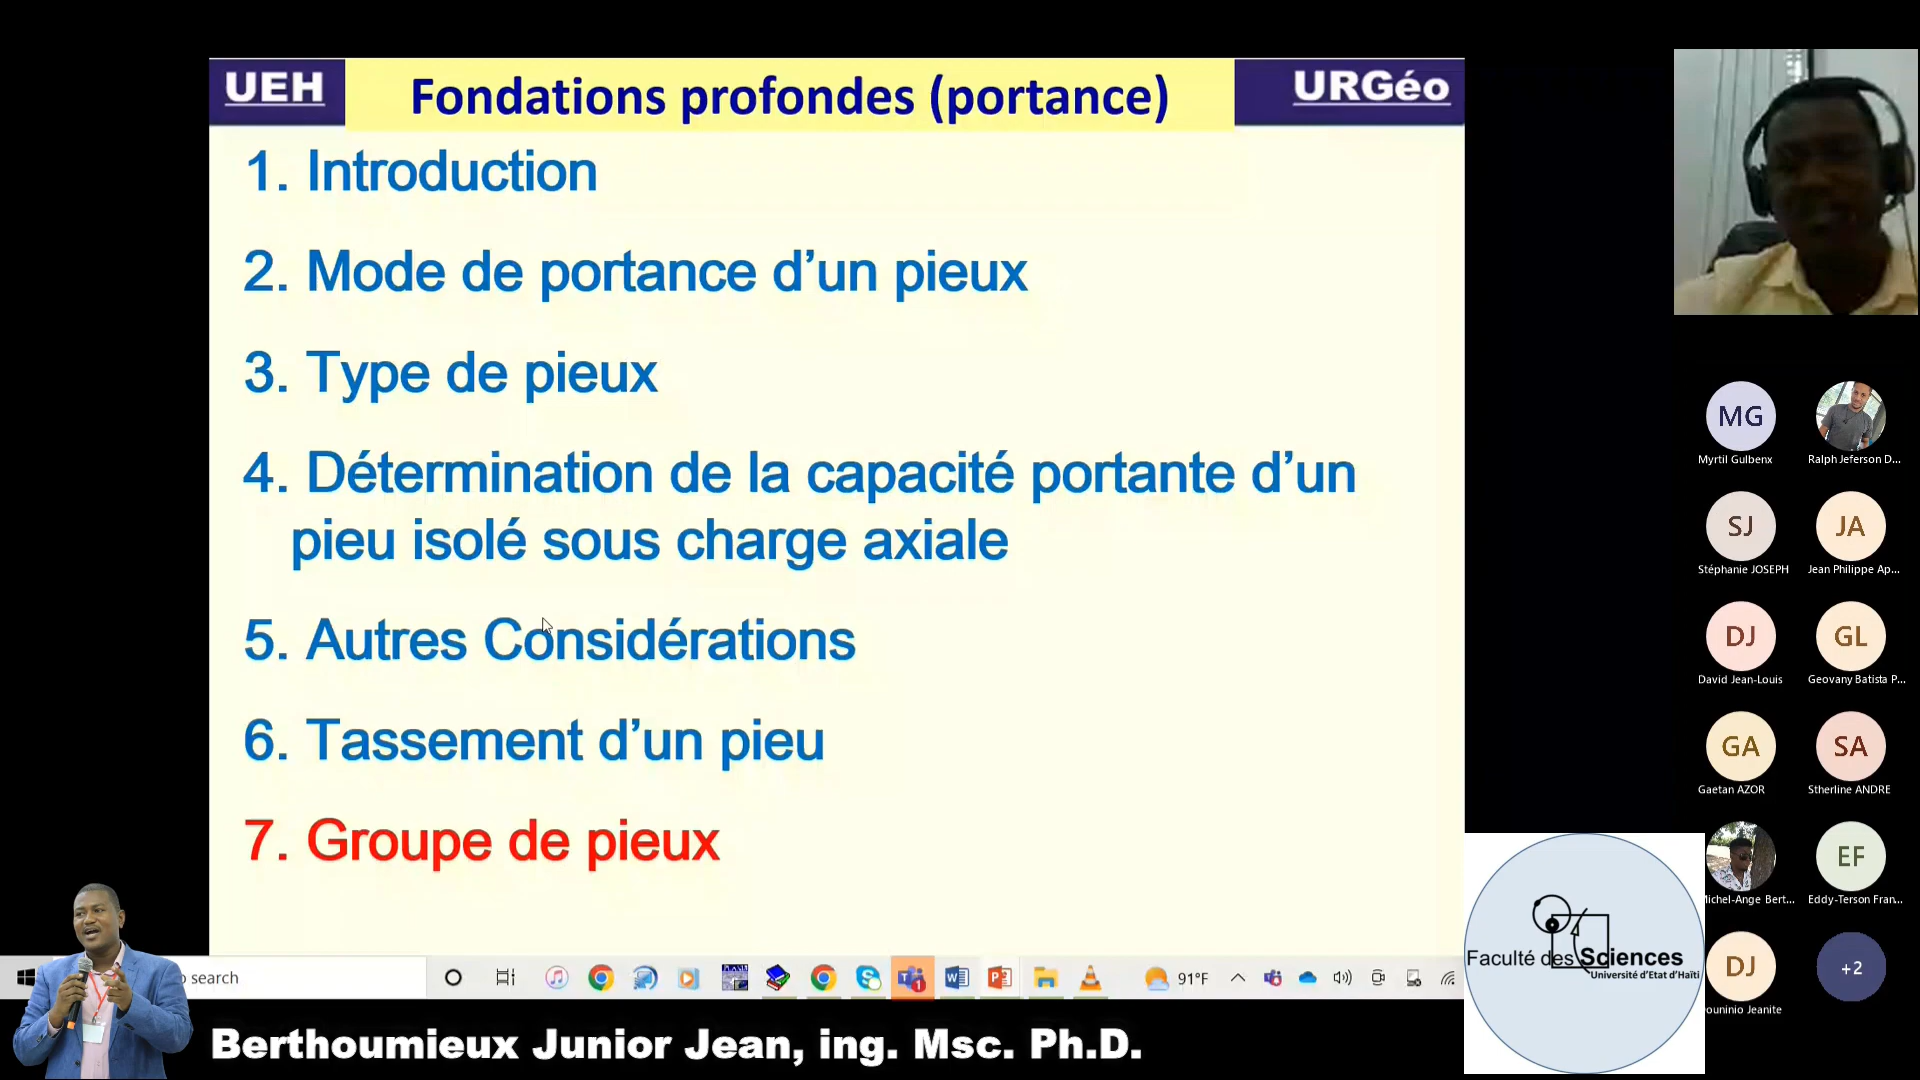 UEH
Fondations profondes (portance)
URGéo
1. Introduction
2. Mode de portance d’un pieux
3. Type de pieux
4. Détermination de la capacité portante d’un
pieu isolé sous charge axiale
5. Autres Considérations
6. Tassement d’un pieu
7. Groupe de pieux
MG
Myrtil Gulbenx
Ralph Jeferson D...
SJ
Stéphanie JOSEPH
JA
Jean Philippe Ap...
DJ
David Jean-Louis
GL
Geovany Batista P...
GA
Gaetan AZOR
SA
Stherline ANDRE
ichel-Ange Bert...
EF
Eddy-Terson Fran...
DJ
ouninio Jeanite
+2
search
1
91°F
Faculté des Sciences
Université d'Etat d'Haïti
Berthoumieux Junior Jean, ing. Msc. Ph.D.